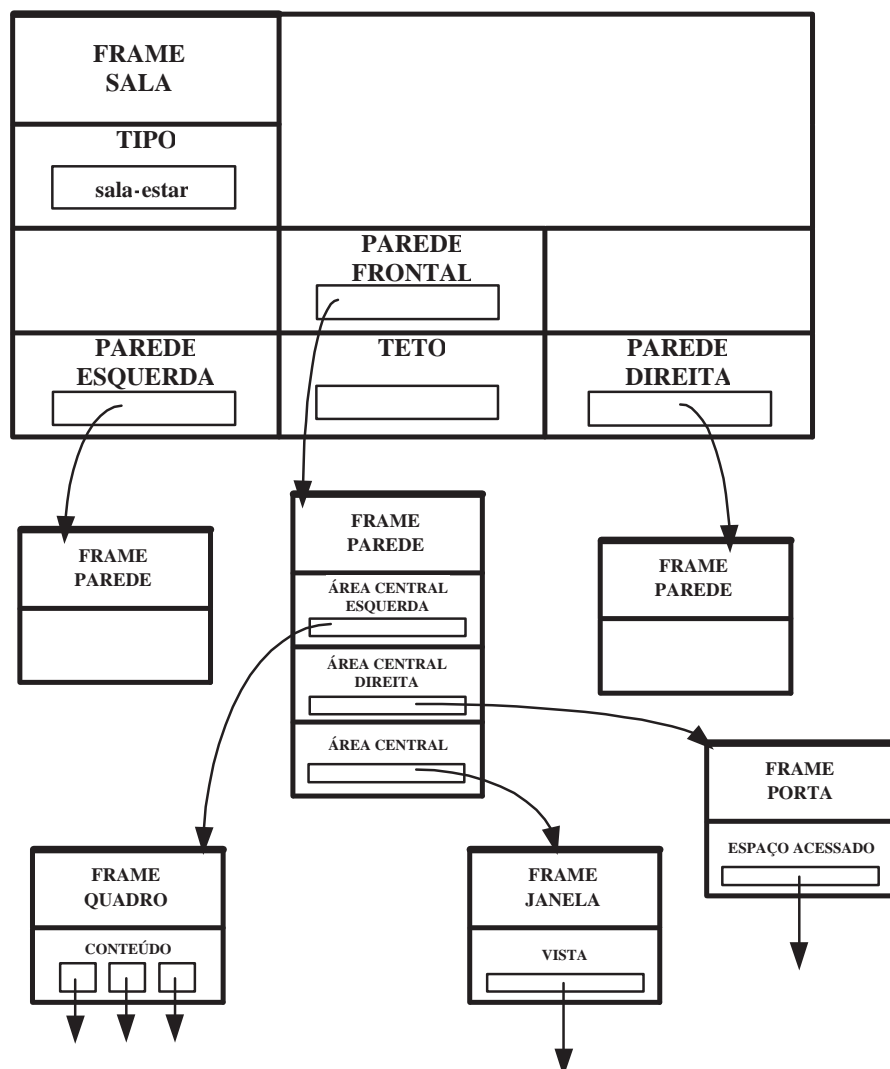 FRAME
SALA
TIPO
sala-estar
PAREDE
FRONTAL
PAREDE
ESQUERDA
TETO
PAREDE
DIREITA
FRAME
PAREDE
FRAME
PAREDE
ÁREA CENTRAL
ESQUERDA
ÁREA CENTRAL
DIREITA
ÁREA CENTRAL
FRAME
PAREDE
FRAME
PORTA
ESPAÇO ACESSADO
FRAME
QUADRO
CONTEÚDO
FRAME
JANELA
VISTA